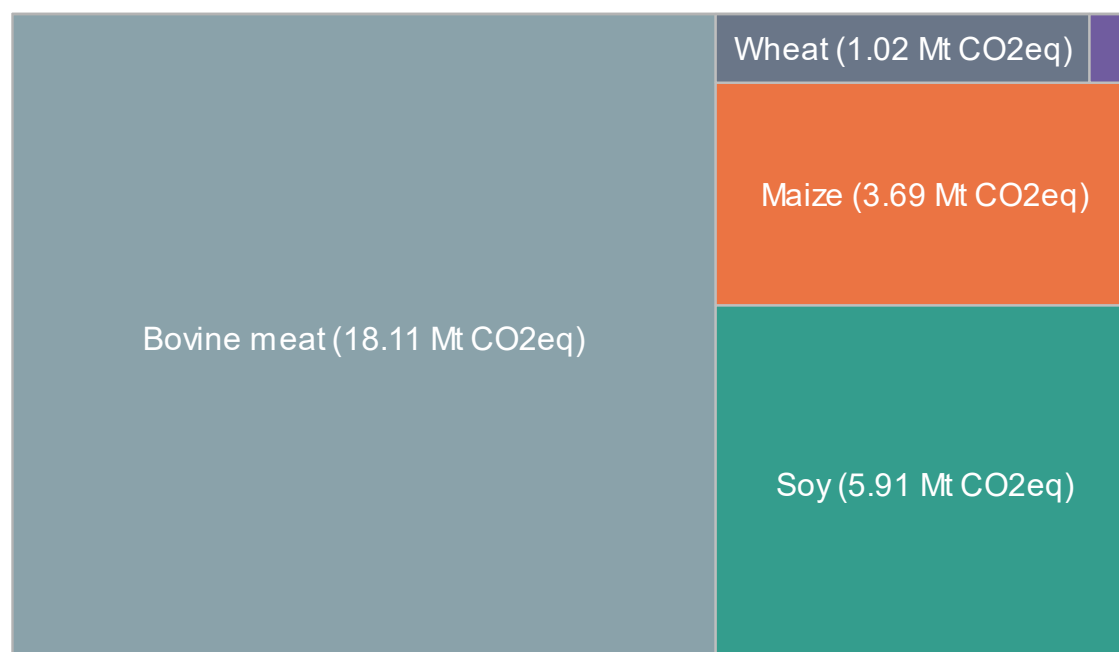 Wheat (1.02 Mt CO2eq)
Maize (3.69 Mt CO2eq)
Bovine meat (18.11 Mt CO2eq)
Soy (5.91 Mt CO2eq)